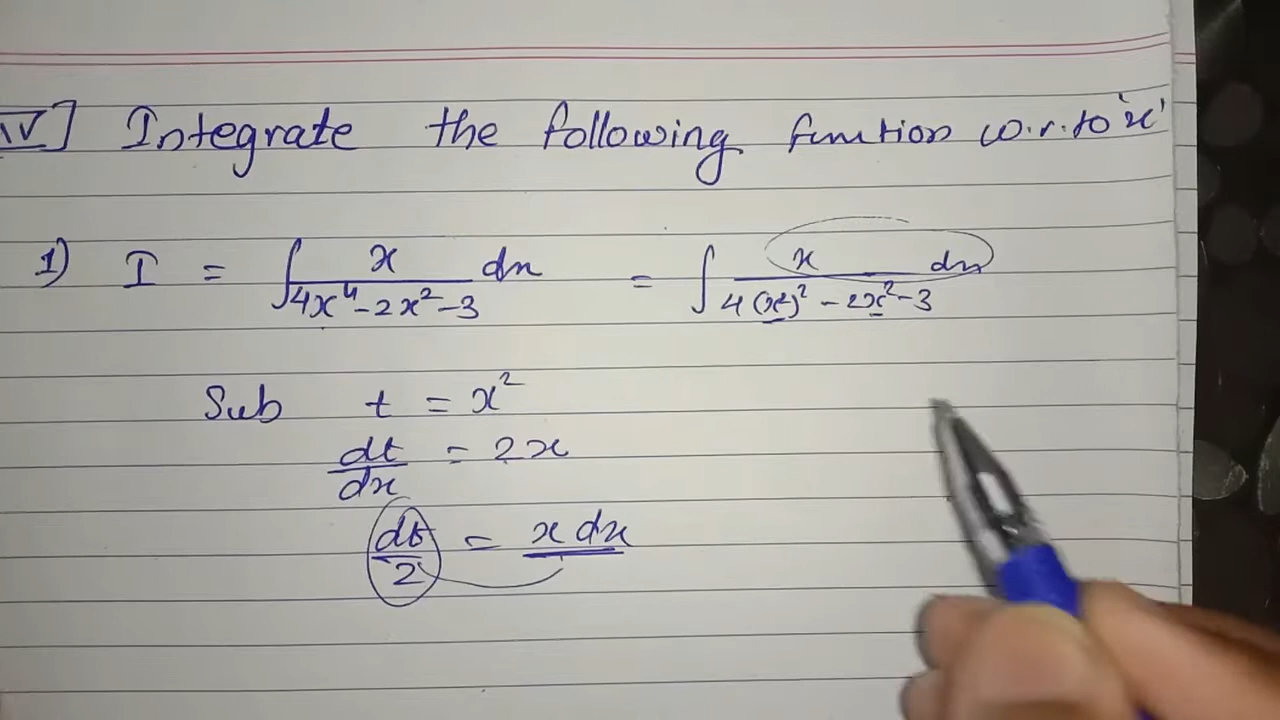 IV] Integrate the following function w.r.to 'x'
1) I = ∫ x/(4x⁴-2x²-3) dx = ∫ x dx/(4(x²)²-2x²-3)
Sub t = x²
dt/dx = 2x
dt/2 = x dx